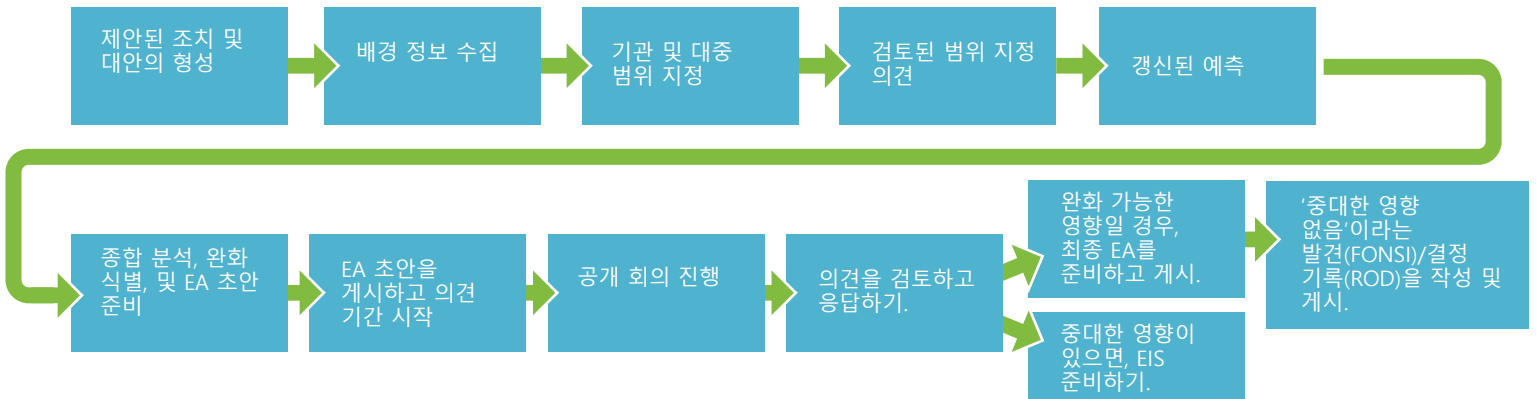 제안된 조치 및
대안의 형성
배경 정보 수집
기관 및 대중
범위 지정
검토된 범위 지정
의견
갱신된 예측
종합 분석, 완화
식별, 및 EA 초안
준비
EA 초안을
게시하고 의견
기간 시작
공개 회의 진행
의견을 검토하고
응답하기.
완화 가능한
영향일 경우,
최종 EA를
준비하고 게시.
중대한 영향이
있으면, EIS
준비하기.
'중대한 영향
없음'이라는
발견(FONSI)/결정
기록(ROD)을 작성 및
게시.